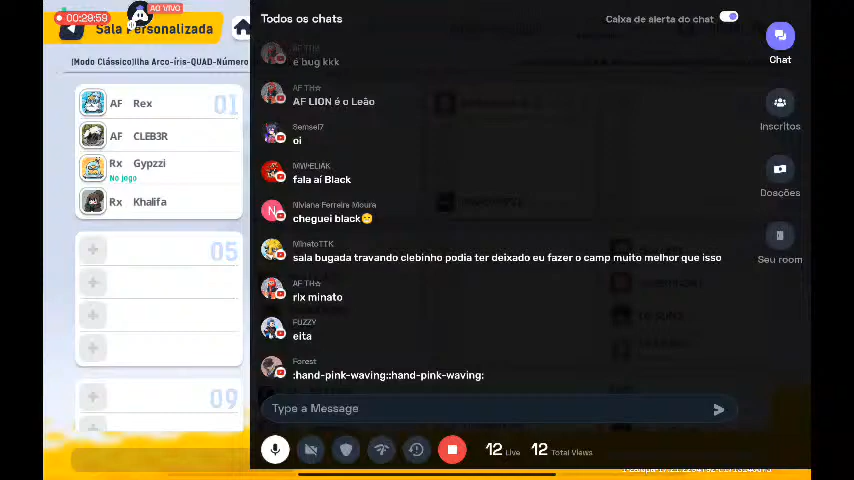 00:29:59
AO VIVO
Sala Personalizada
[Modo Clássico]Ilha Arco-íris-QUAD-Número
01
AF Rex
AF CLEB3R
Rx Gypzzi
No jogo
Rx Khalifa
05
09
Todos os chats
Caixa de alerta do chat
é bug kkk
AF TH☆
AF LION é o Leão
Semsei7
oi
fala aí Black
Niviana Ferreira Moura
cheguei black😁
MinatoTTK
sala bugada travando clebinho podia ter deixado eu fazer o camp muito melhor que isso
AF TH☆
rlx minato
FUZZY
eita
Forest
:hand-pink-waving::hand-pink-waving:
Type a Message
12 Live 12 Total Views
Chat
Inscritos
Doações
Seu room